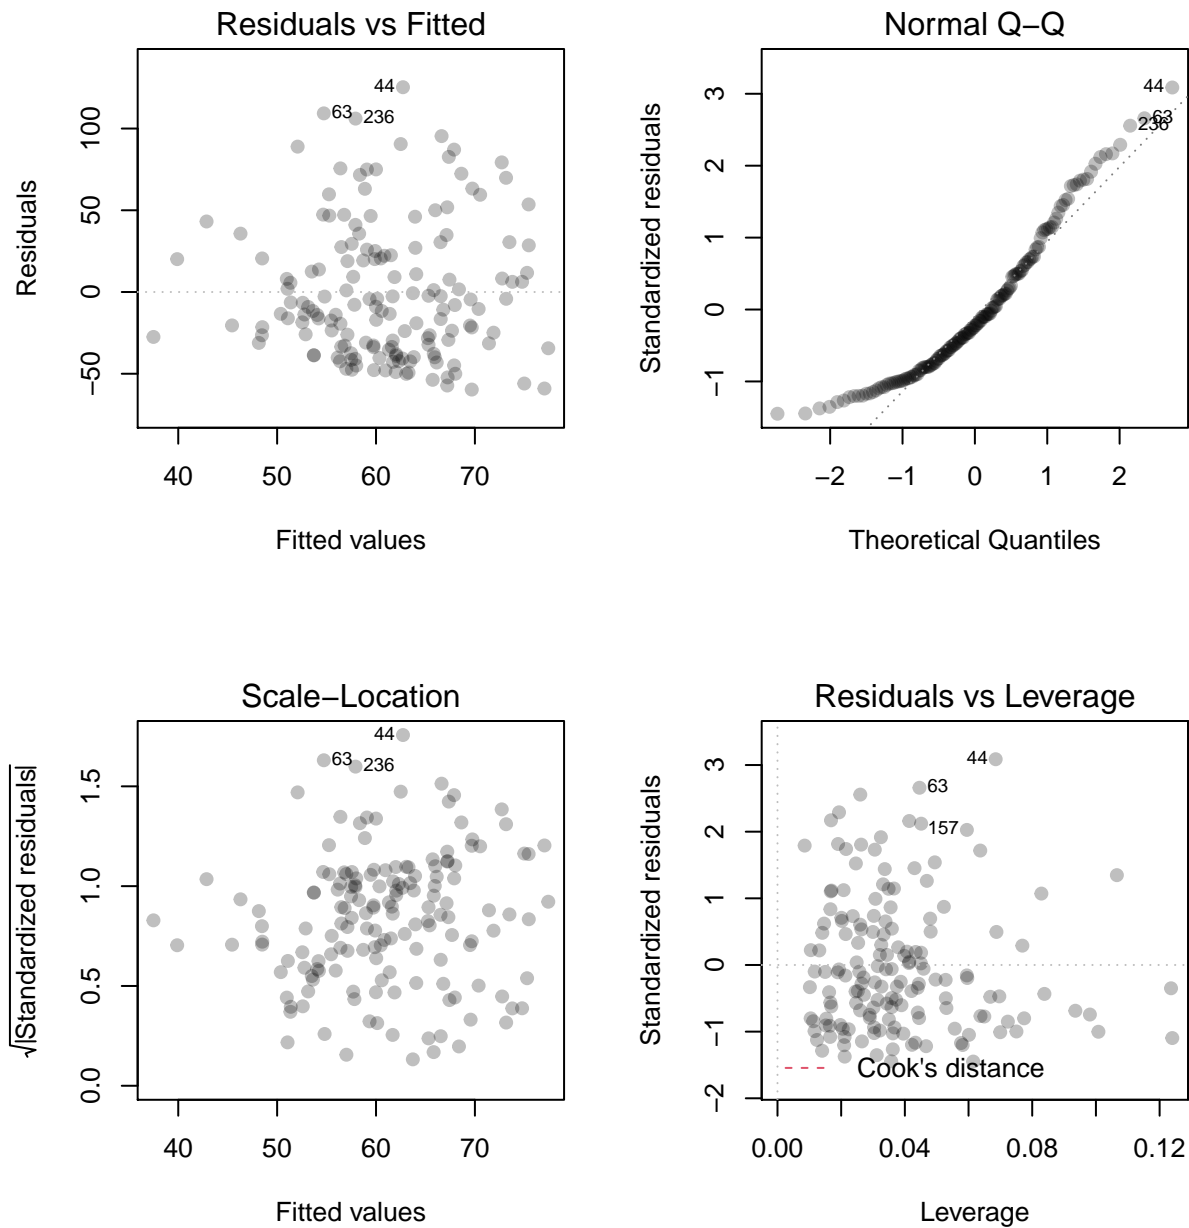 Residuals vs Fitted
Residuals
100
50
0
−50
44
63
236
40 50 60 70
Fitted values
Normal Q−Q
Standardized residuals
3
2
1
0
−1
44
63
236
−2 −1 0 1 2
Theoretical Quantiles
Scale−Location
√|Standardized residuals|
1.5
1.0
0.5
0.0
44
63
236
40 50 60 70
Fitted values
Residuals vs Leverage
Standardized residuals
3
2
1
0
−1
−2
44
63
157
Cook's distance
0.00 0.04 0.08 0.12
Leverage